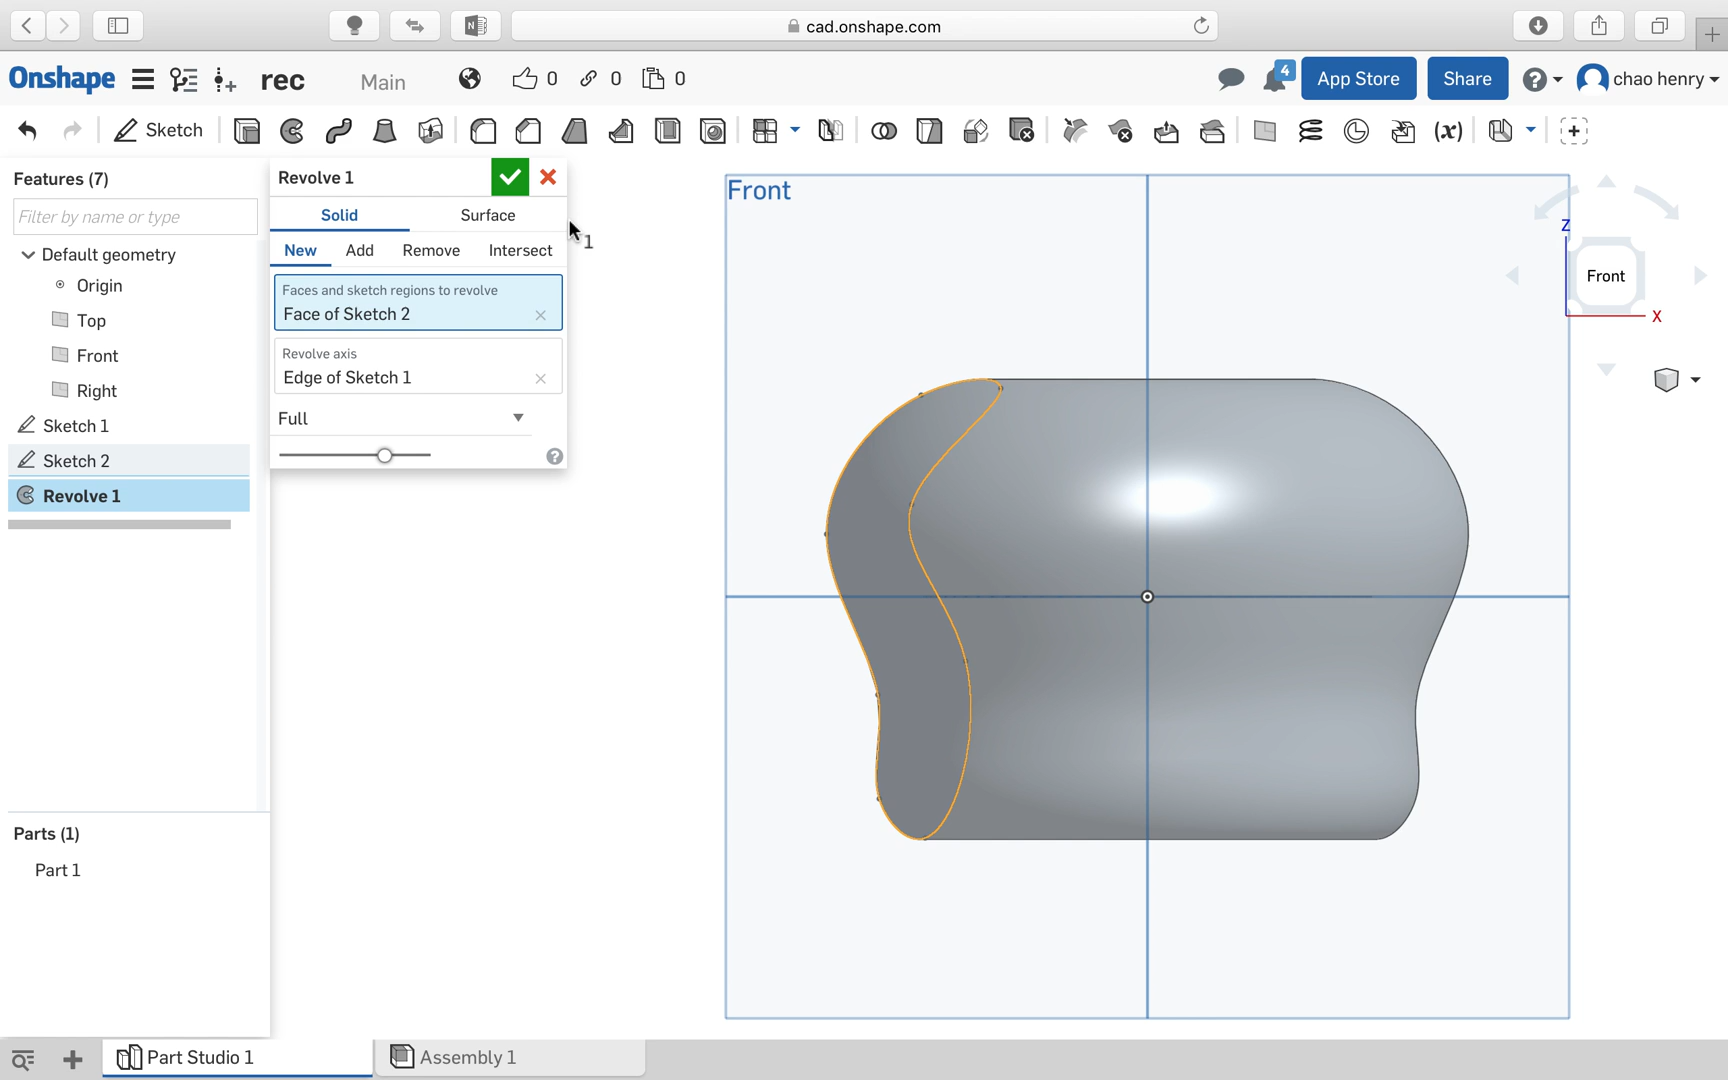 cad.onshape.com
Onshape rec Main 0 0 0 4 App Store Share chao henry
Sketch (x)
Features (7)
Filter by name or type
Default geometry
Origin
Top
Front
Right
Sketch 1
Sketch 2
Revolve 1
Parts (1)
Part 1
Revolve 1
Solid Surface
New Add Remove Intersect
Faces and sketch regions to revolve
Face of Sketch 2
Revolve axis
Edge of Sketch 1
Full
1
Front
Z
Front
X
Part Studio 1 Assembly 1